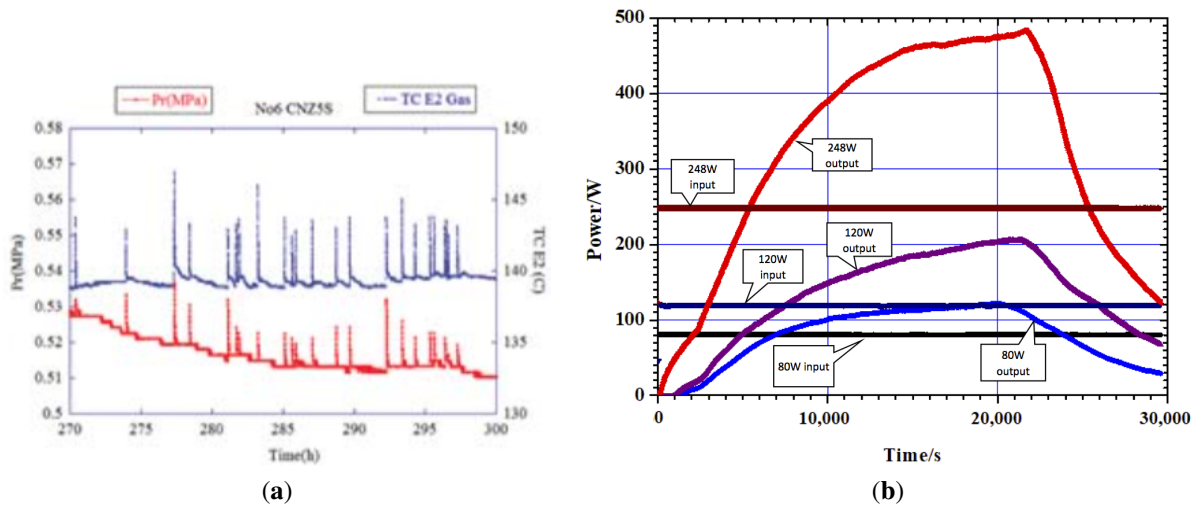 Pr(MPa)
No6 CNZ5S
TC E2 Gas
0.58
0.57
0.56
0.55
0.54
0.53
0.52
0.51
0.5
Pr(MPa)
150
145
140
135
130
TC E2 (C)
270 275 280 285 290 295 300
Time(h)
(a)
500
400
300
200
100
0
Power/W
248W
output
248W
input
120W
output
120W
input
80W input
80W
output
0 10,000 20,000 30,000
Time/s
(b)